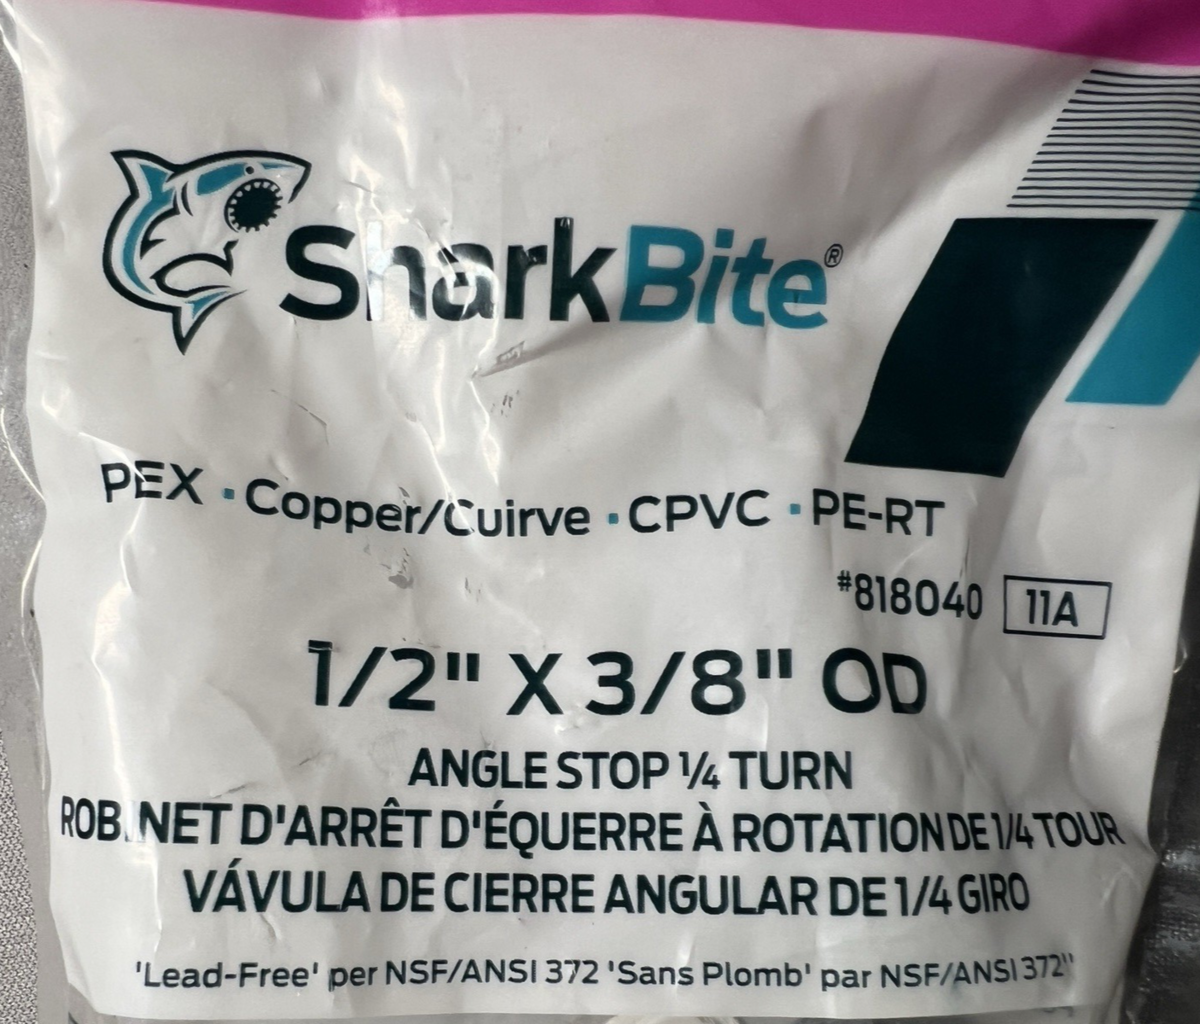 SharkBite®
PEX · Copper/Cuirve · CPVC · PE-RT
#818040 11A
1/2" X 3/8" OD
ANGLE STOP 1/4 TURN
ROBINET D'ARRÊT D'ÉQUERRE À ROTATION DE 1/4 TOUR
VÁVULA DE CIERRE ANGULAR DE 1/4 GIRO
'Lead-Free' per NSF/ANSI 372 'Sans Plomb' par NSF/ANSI 372"